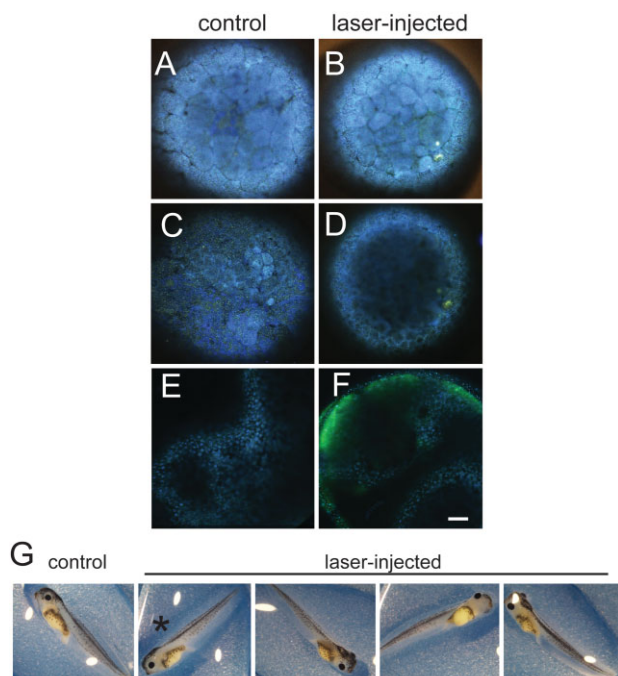 control laser-injected
A B
C D
E F
G
control laser-injected
*